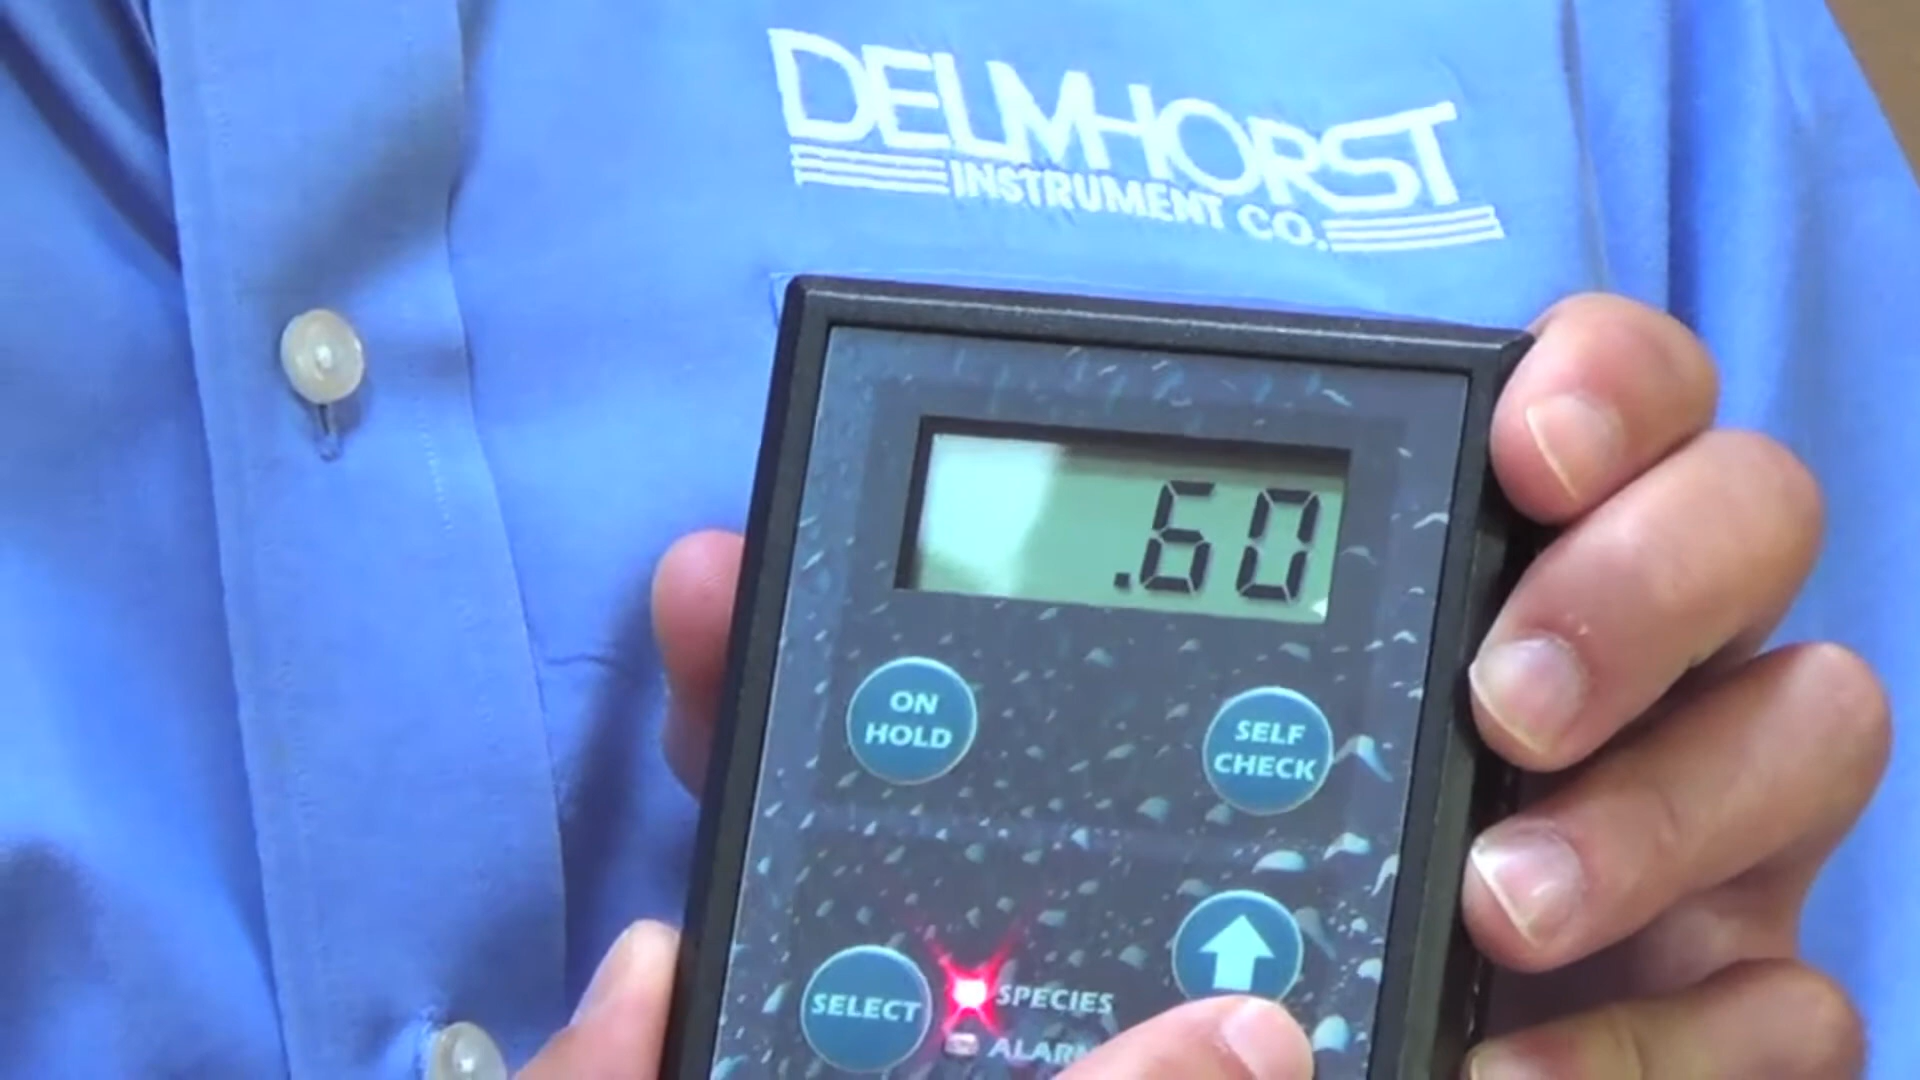 DELMHORST
INSTRUMENT CO.
.60
ON
HOLD
SELF
CHECK
SELECT
SPECIES